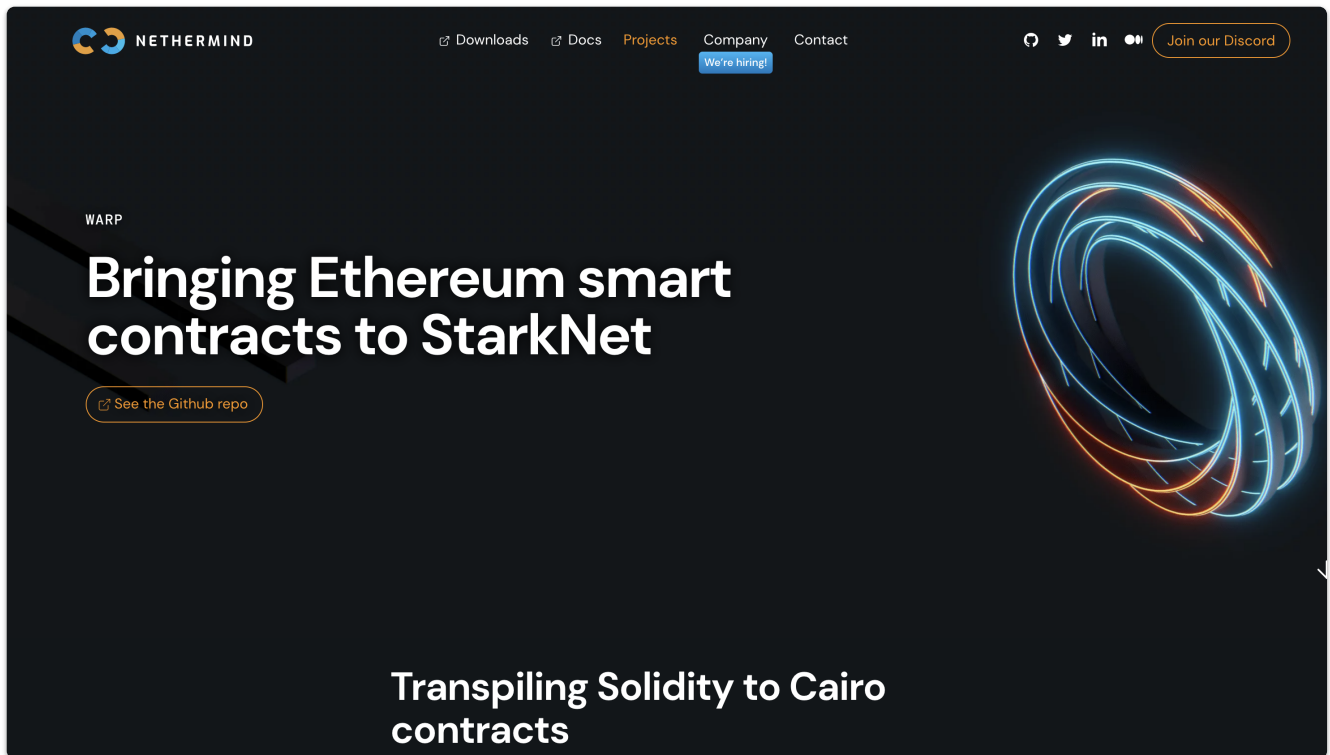 NETHERMIND
Downloads
Docs
Projects
Company
Contact
We're hiring!
Join our Discord
WARP
Bringing Ethereum smart
contracts to StarkNet
See the Github repo
Transpiling Solidity to Cairo
contracts